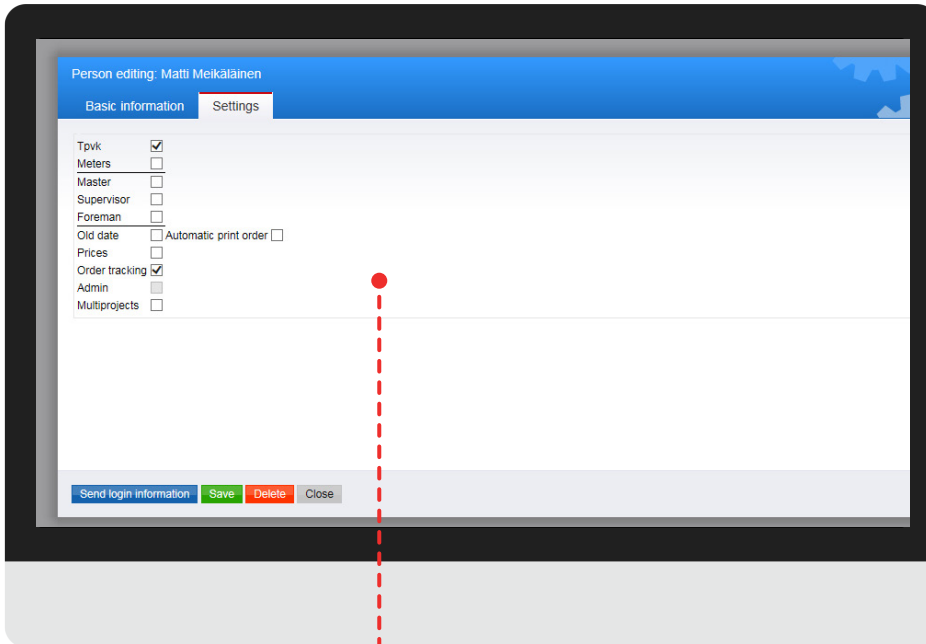 Person editing: Matti Meikäläinen
Basic information Settings
Tpvk
Meters
Master
Supervisor
Foreman
Old date Automatic print order
Prices
Order tracking
Admin
Multiprojects
Send login information Save Delete Close